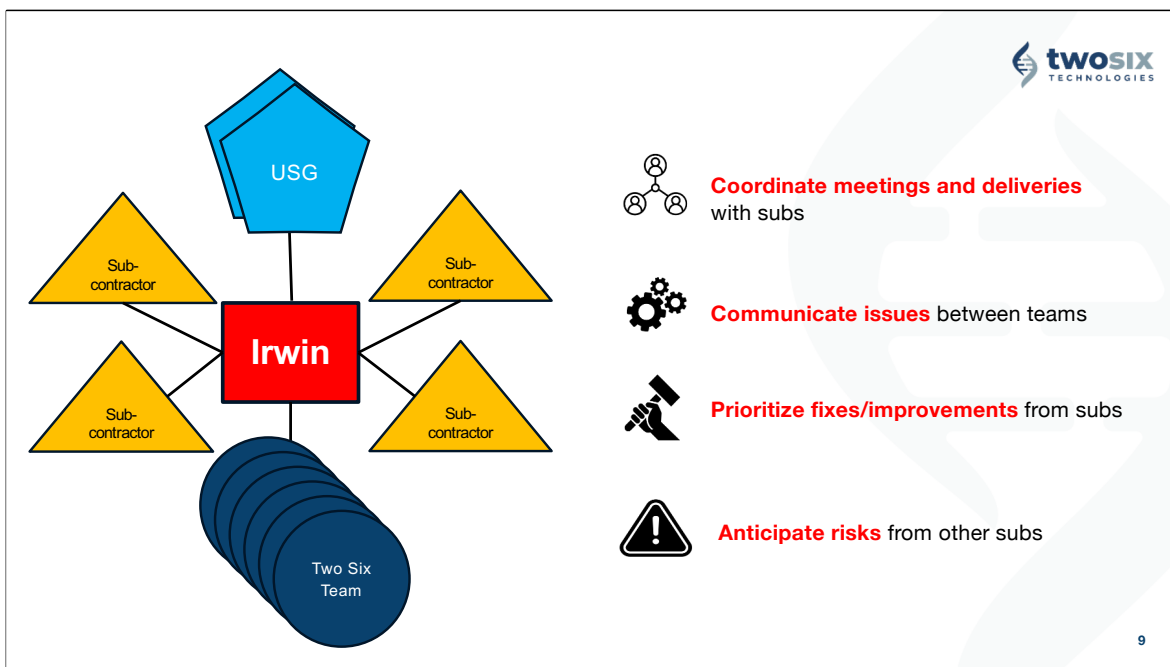 twosix
TECHNOLOGIES
USG
Sub-
contractor
Sub-
contractor
Irwin
Sub-
contractor
Sub-
contractor
Two Six
Team
Coordinate meetings and deliveries
with subs
Communicate issues between teams
Prioritize fixes/improvements from subs
Anticipate risks from other subs
9